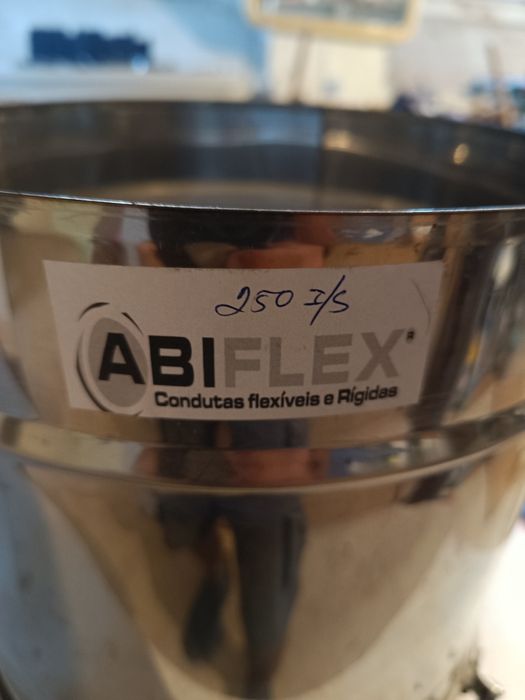 250 I/S
ABIFLEX®
Condutas flexíveis e Rígidas